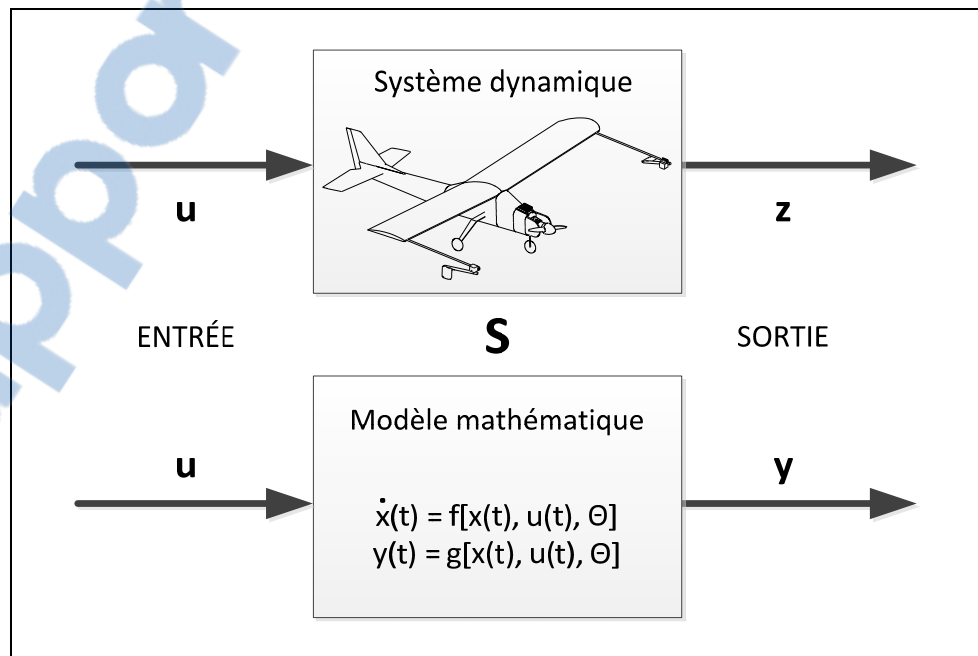 Système dynamique
u
z
ENTRÉE
S
SORTIE
Modèle mathématique
u
y
ẋ(t) = f[x(t), u(t), Θ]
y(t) = g[x(t), u(t), Θ]